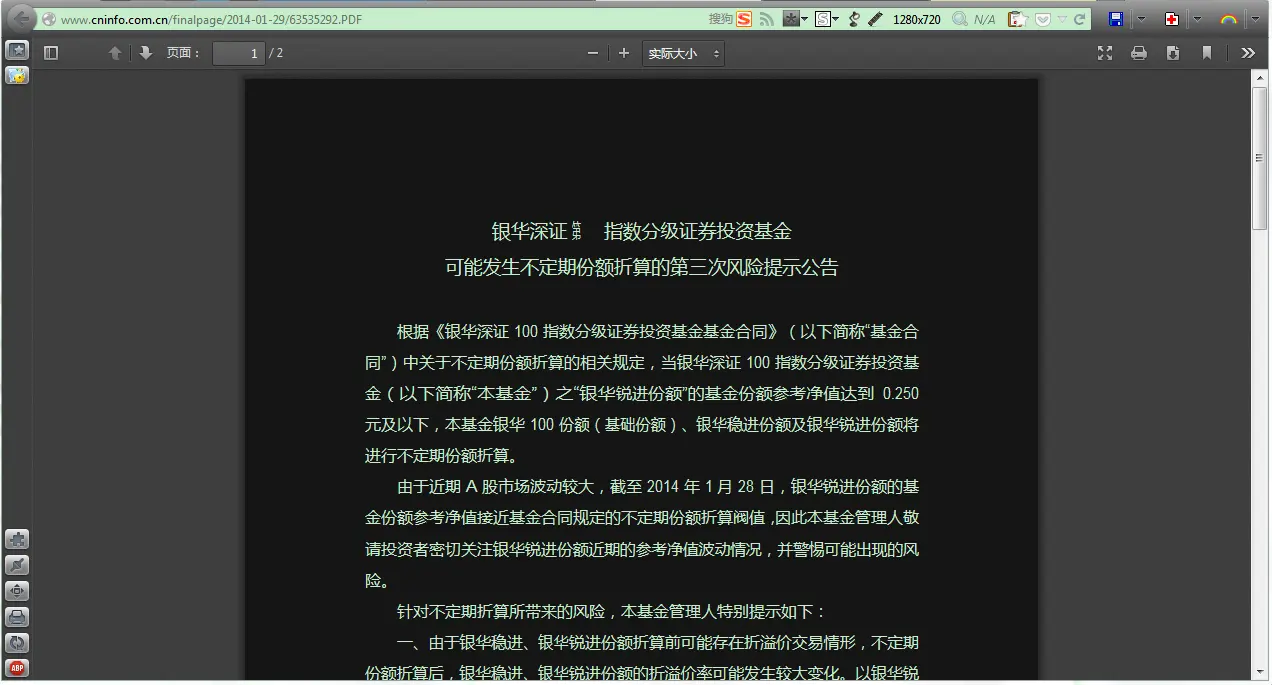 www.cninfo.com.cn/finalpage/2014-01-29/63535292.PDF
搜狗 S S 1280x720 N/A
页面： 1 / 2 实际大小
银华深证 指数分级证券投资基金
可能发生不定期份额折算的第三次风险提示公告
根据《银华深证 100 指数分级证券投资基金基金合同》（以下简称“基金合
同”）中关于不定期份额折算的相关规定，当银华深证 100 指数分级证券投资基
金（以下简称“本基金”）之“银华锐进份额”的基金份额参考净值达到 0.250
元及以下，本基金银华 100 份额（基础份额）、银华稳进份额及银华锐进份额将
进行不定期份额折算。
由于近期 A 股市场波动较大，截至 2014 年 1 月 28 日，银华锐进份额的基
金份额参考净值接近基金合同规定的不定期份额折算阀值，因此本基金管理人敬
请投资者密切关注银华锐进份额近期的参考净值波动情况，并警惕可能出现的风
险。
针对不定期折算所带来的风险，本基金管理人特别提示如下：
一、由于银华稳进、银华锐进份额折算前可能存在折溢价交易情形，不定期
份额折算后，银华稳进、银华锐进份额的折溢价率可能发生较大变化。以银华锐
ABP